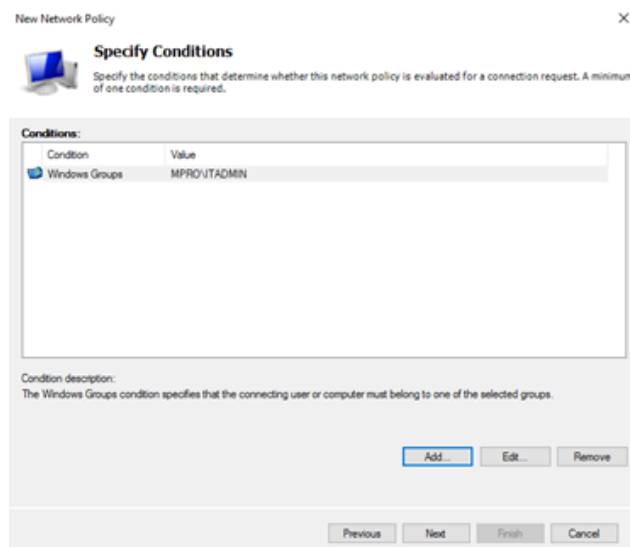 New Network Policy
Specify Conditions
Specify the conditions that determine whether this network policy is evaluated for a connection request. A minimum
of one condition is required.
Conditions:
Condition Value
Windows Groups MPRO\ITADMIN
Condition description:
The Windows Groups condition specifies that the connecting user or computer must belong to one of the selected groups.
Add... Edit... Remove
Previous Next Finish Cancel